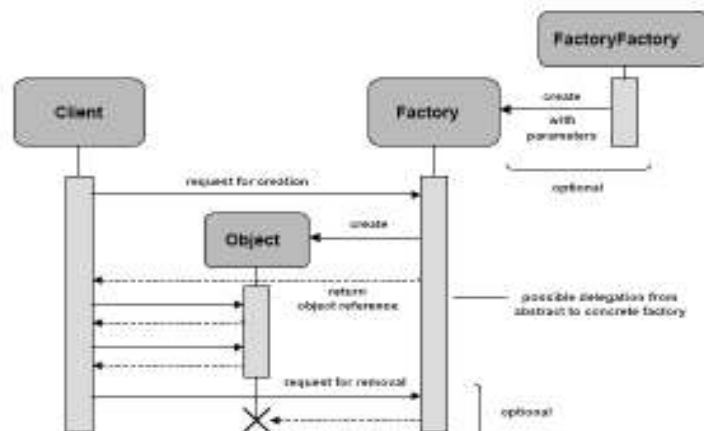 FactoryFactory
Client
Factory
create
with
parameters
optional
request for creation
Object
create
return
object reference
possible delegation from
abstract to concrete factory
request for removal
optional